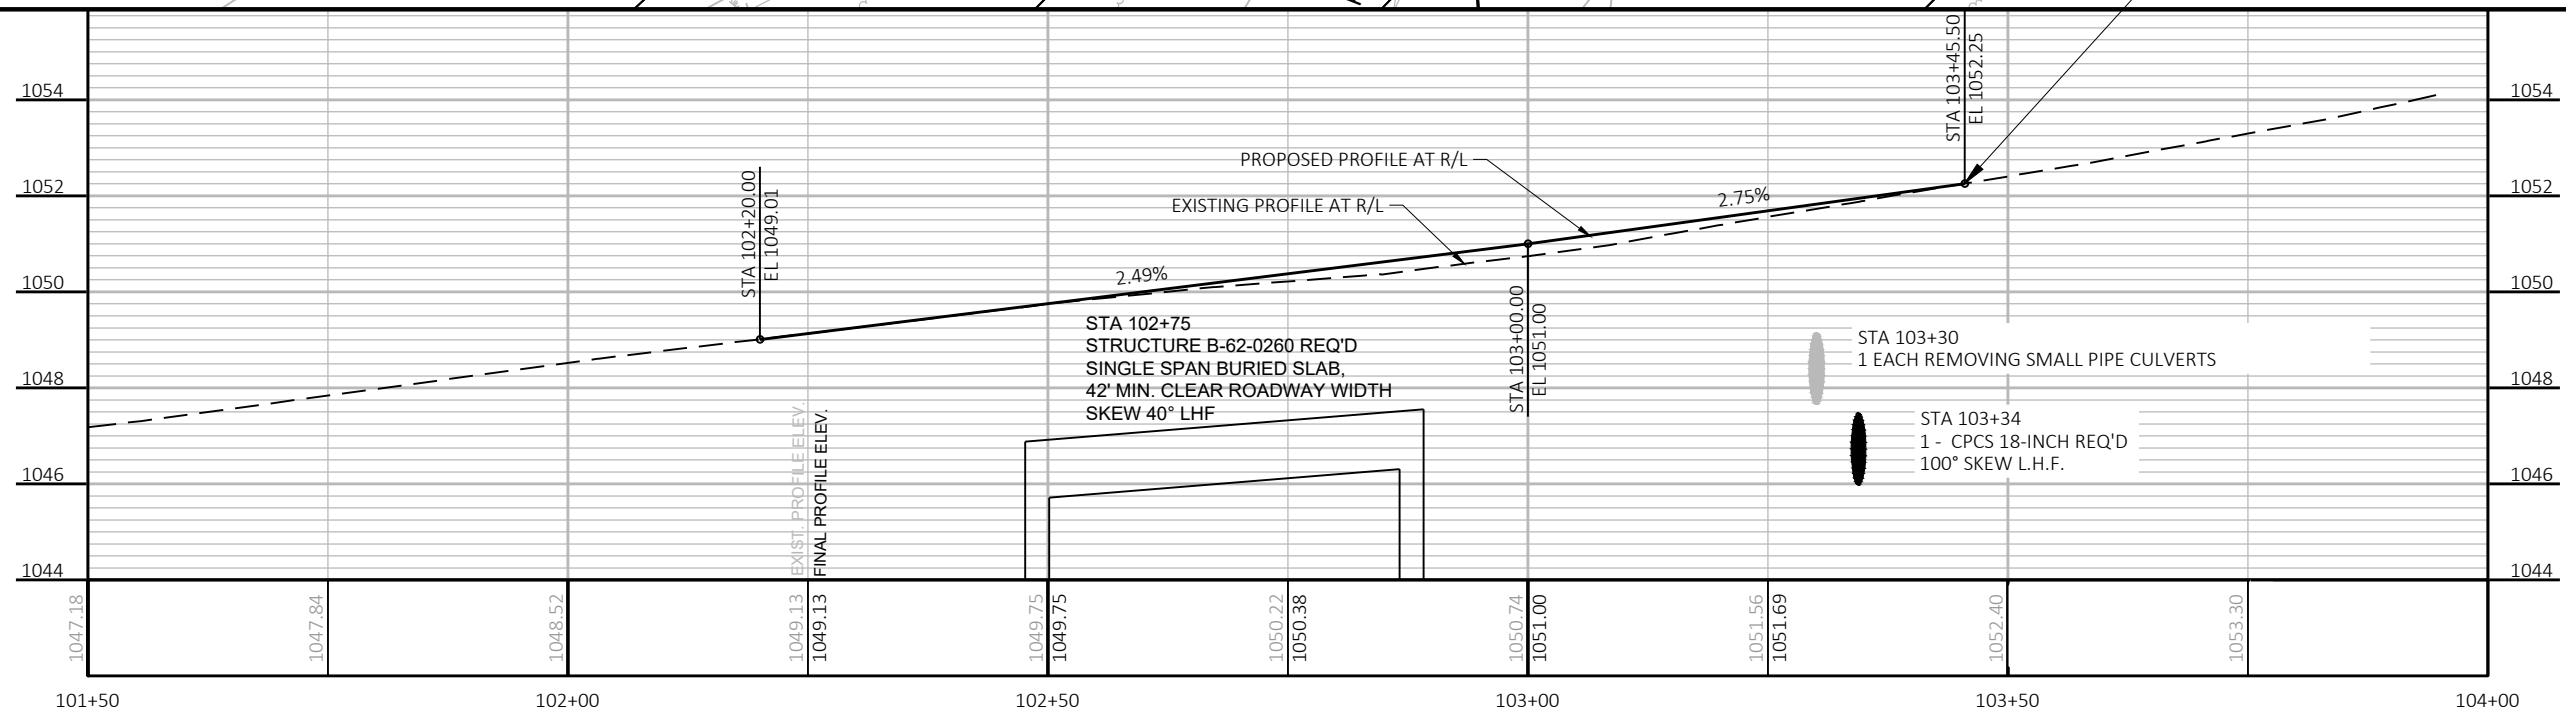 1054
1052
1050
1048
1046
1044
STA 102+20.00
EL 1049.01
PROPOSED PROFILE AT R/L
EXISTING PROFILE AT R/L
2.49%
2.75%
STA 103+45.50
EL 1052.25
STA 102+75
STRUCTURE B-62-0260 REQ'D
SINGLE SPAN BURIED SLAB,
42' MIN. CLEAR ROADWAY WIDTH
SKEW 40° LHF
STA 103+00.00
EL 1051.00
STA 103+30
1 EACH REMOVING SMALL PIPE CULVERTS
STA 103+34
1 - CPCS 18-INCH REQ'D
100° SKEW L.H.F.
EXIST. PROFILE ELEV.
FINAL PROFILE ELEV.
1054
1052
1050
1048
1046
1044
1047.18
1047.84
1048.52
1049.13
1049.13
1049.75
1049.75
1050.22
1050.38
1050.74
1051.00
1051.56
1051.69
1052.40
1053.30
101+50
102+00
102+50
103+00
103+50
104+00